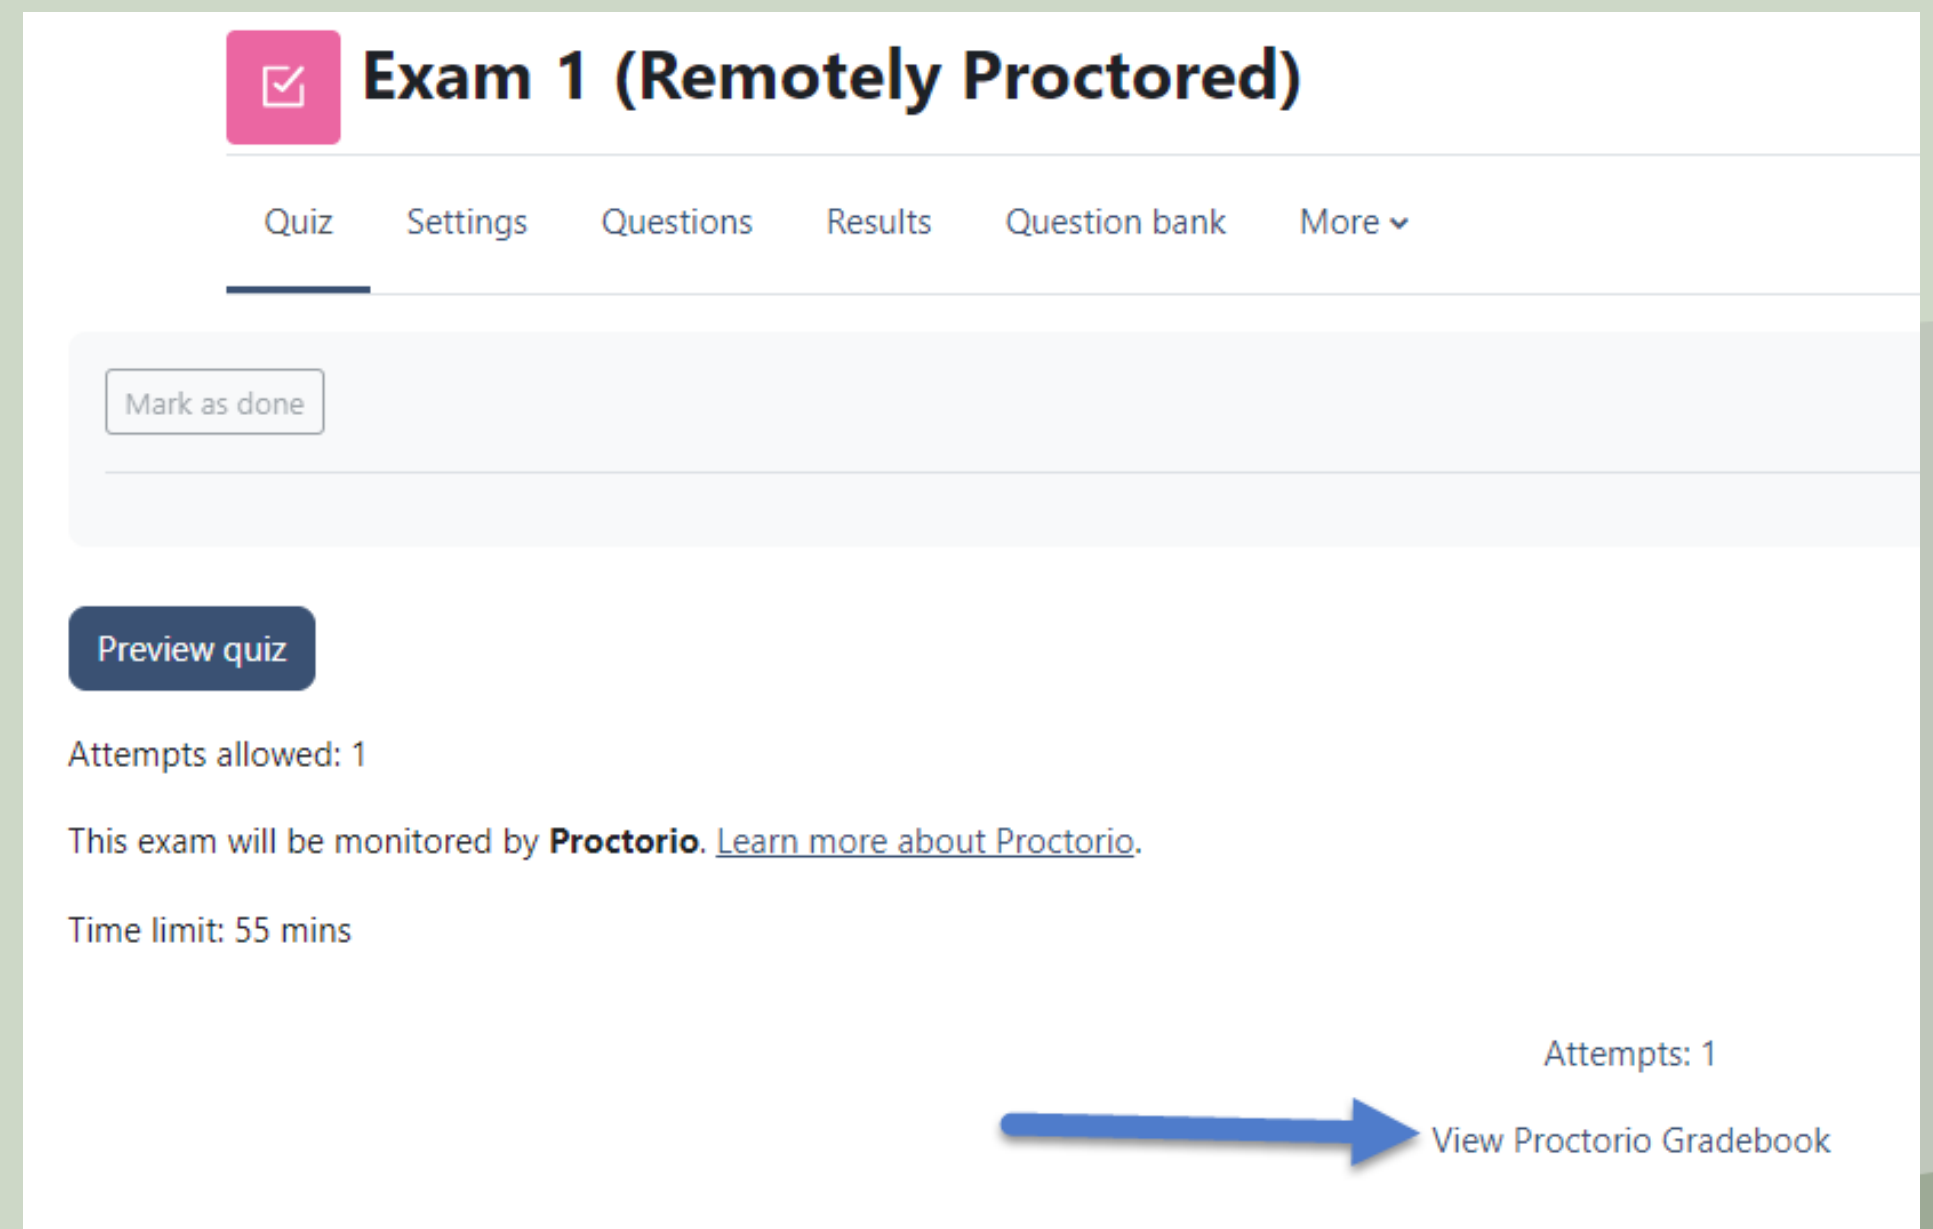 Exam 1 (Remotely Proctored)
Quiz Settings Questions Results Question bank More
Mark as done
Preview quiz
Attempts allowed: 1
This exam will be monitored by Proctorio. Learn more about Proctorio.
Time limit: 55 mins
Attempts: 1
View Proctorio Gradebook